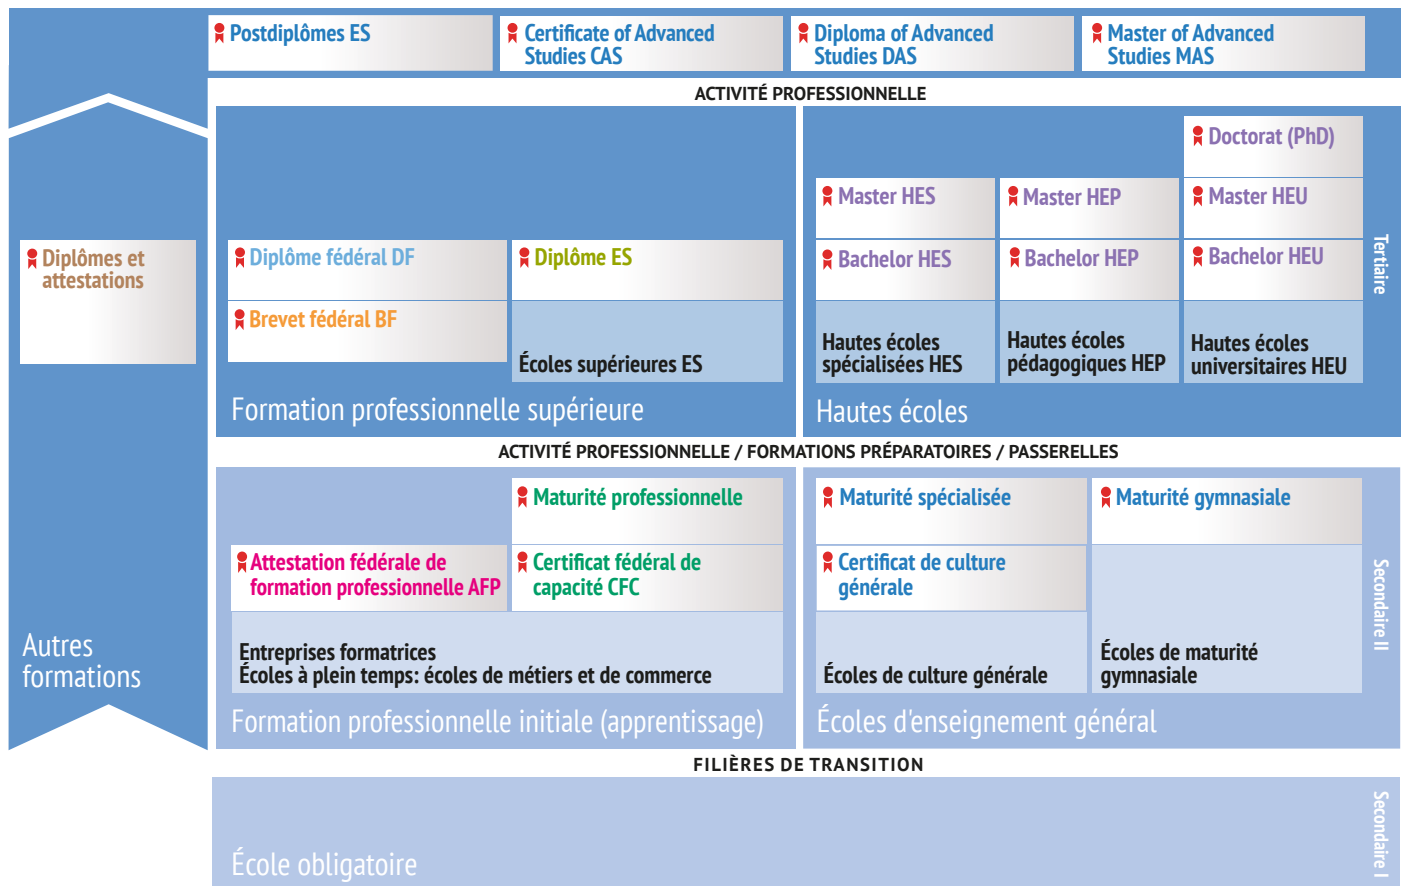 Postdiplômes ES
Certificate of Advanced
Studies CAS
Diploma of Advanced
Studies DAS
Master of Advanced
Studies MAS
ACTIVITÉ PROFESSIONNELLE
Doctorat (PhD)
Master HES
Master HEP
Master HEU
Diplômes et
attestations
Diplôme fédéral DF
Diplôme ES
Bachelor HES
Bachelor HEP
Bachelor HEU
Tertiaire
Brevet fédéral BF
Écoles supérieures ES
Hautes écoles
spécialisées HES
Hautes écoles
pédagogiques HEP
Hautes écoles
universitaires HEU
Formation professionnelle supérieure
Hautes écoles
ACTIVITÉ PROFESSIONNELLE / FORMATIONS PRÉPARATOIRES / PASSERELLES
Maturité professionnelle
Maturité spécialisée
Maturité gymnasiale
Attestation fédérale de
formation professionnelle AFP
Certificat fédéral de
capacité CFC
Certificat de culture
générale
Secondaire II
Autres
formations
Entreprises formatrices
Écoles à plein temps: écoles de métiers et de commerce
Écoles de culture générale
Écoles de maturité
gymnasiale
Formation professionnelle initiale (apprentissage)
Écoles d'enseignement général
FILIÈRES DE TRANSITION
École obligatoire
Secondaire I